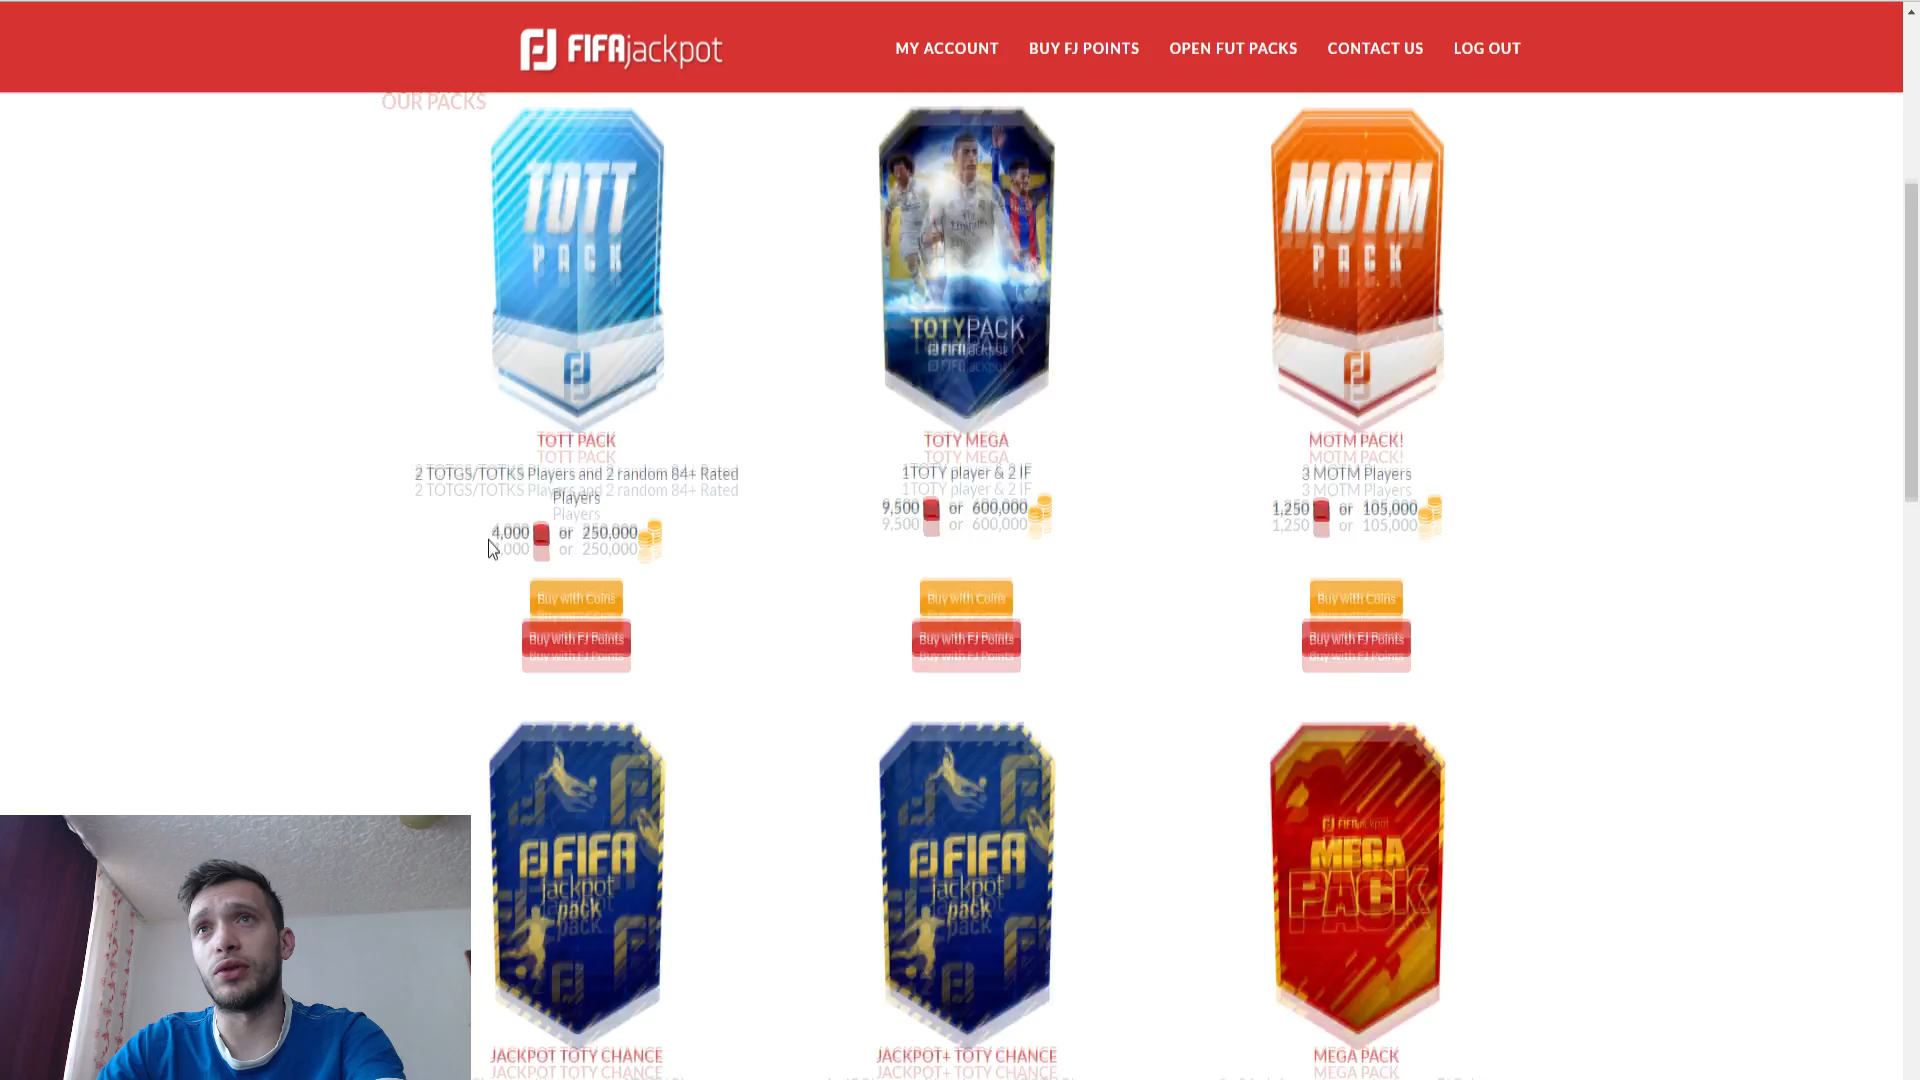 FIFAjackpot
MY ACCOUNT
BUY FJ POINTS
OPEN FUT PACKS
CONTACT US
LOG OUT
OUR PACKS
TOTT
PACK
TOTYPACK
FIFAjackpot
MOTM
PACK
TOTT PACK
2 TOTGS/TOTKS Players and 2 random 84+ Rated
Players
4,000 or 250,000
Buy with Coins
Buy with FJ Points
TOTY MEGA
1TOTY player & 2 IF
9,500 or 600,000
Buy with Coins
Buy with FJ Points
MOTM PACK!
3 MOTM Players
1,250 or 105,000
Buy with Coins
Buy with FJ Points
FIFA
jackpot
pack
FIFA
jackpot
pack
FIFAjackpot
MEGA
PACK
JACKPOT TOTY CHANCE
JACKPOT+ TOTY CHANCE
MEGA PACK